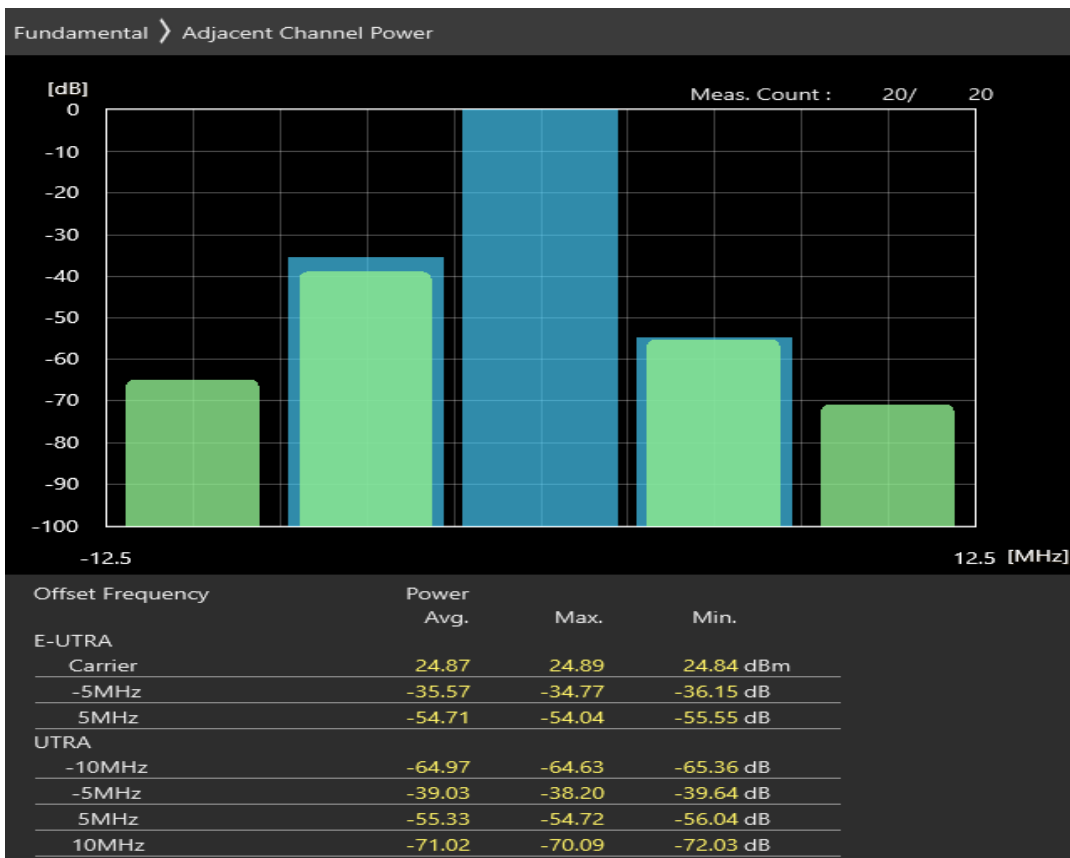 Fundamental 〉 Adjacent Channel Power
[dB]
Meas. Count : 20/ 20
0
-10
-20
-30
-40
-50
-60
-70
-80
-90
-100
-12.5 12.5 [MHz]
Offset Frequency Power
Avg. Max. Min.
E-UTRA
Carrier 24.87 24.89 24.84 dBm
-5MHz -35.57 -34.77 -36.15 dB
5MHz -54.71 -54.04 -55.55 dB
UTRA
-10MHz -64.97 -64.63 -65.36 dB
-5MHz -39.03 -38.20 -39.64 dB
5MHz -55.33 -54.72 -56.04 dB
10MHz -71.02 -70.09 -72.03 dB